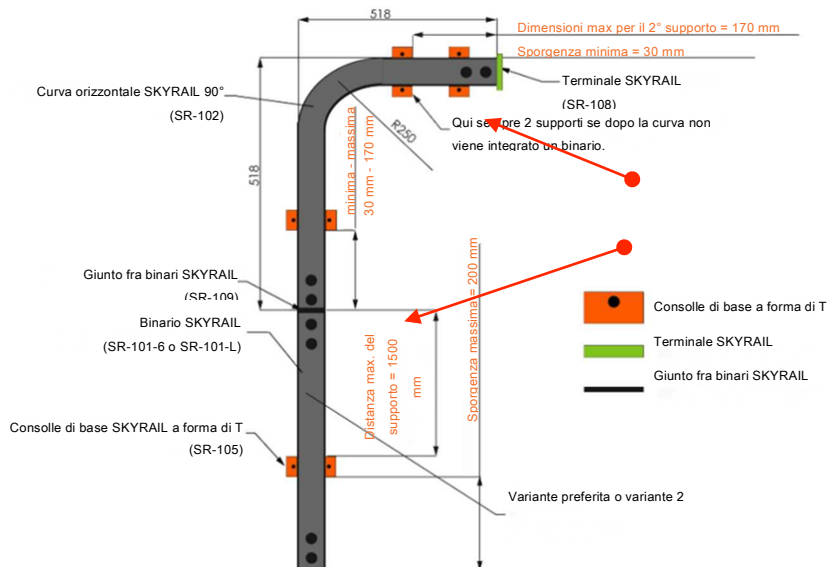 518
Dimensioni max per il 2° supporto = 170 mm
Sporgenza minima = 30 mm
Terminale SKYRAIL
(SR-108)
Curva orizzontale SKYRAIL 90°
(SR-102)
Qui sempre 2 supporti se dopo la curva non
viene integrato un binario.
R250
518
minima - massima
30 mm - 170 mm
Giunto fra binari SKYRAIL
(SR-109)
Binario SKYRAIL
(SR-101-6 o SR-101-L)
Distanza max. del
supporto = 1500
mm
Sporgenza massima = 200 mm
Consolle di base a forma di T
Terminale SKYRAIL
Giunto fra binari SKYRAIL
Consolle di base SKYRAIL a forma di T
(SR-105)
Variante preferita o variante 2